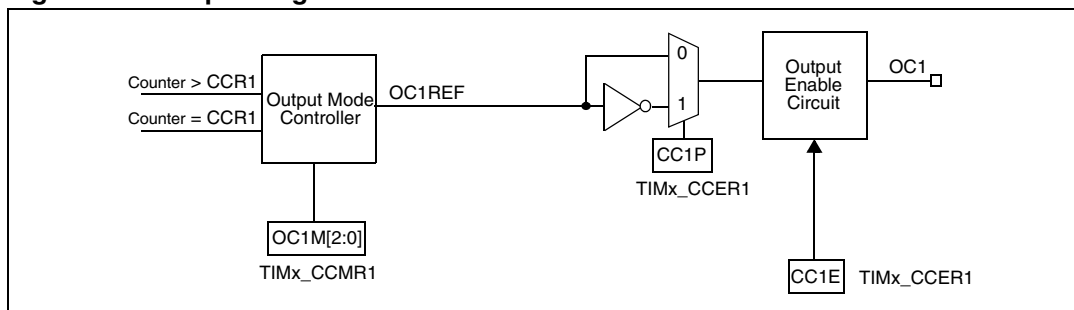 Counter > CCR1
Counter = CCR1
Output Mode
Controller
OC1REF
OC1M[2:0]
TIMx_CCMR1
0
1
CC1P
TIMx_CCER1
Output
Enable
Circuit
OC1
CC1E
TIMx_CCER1